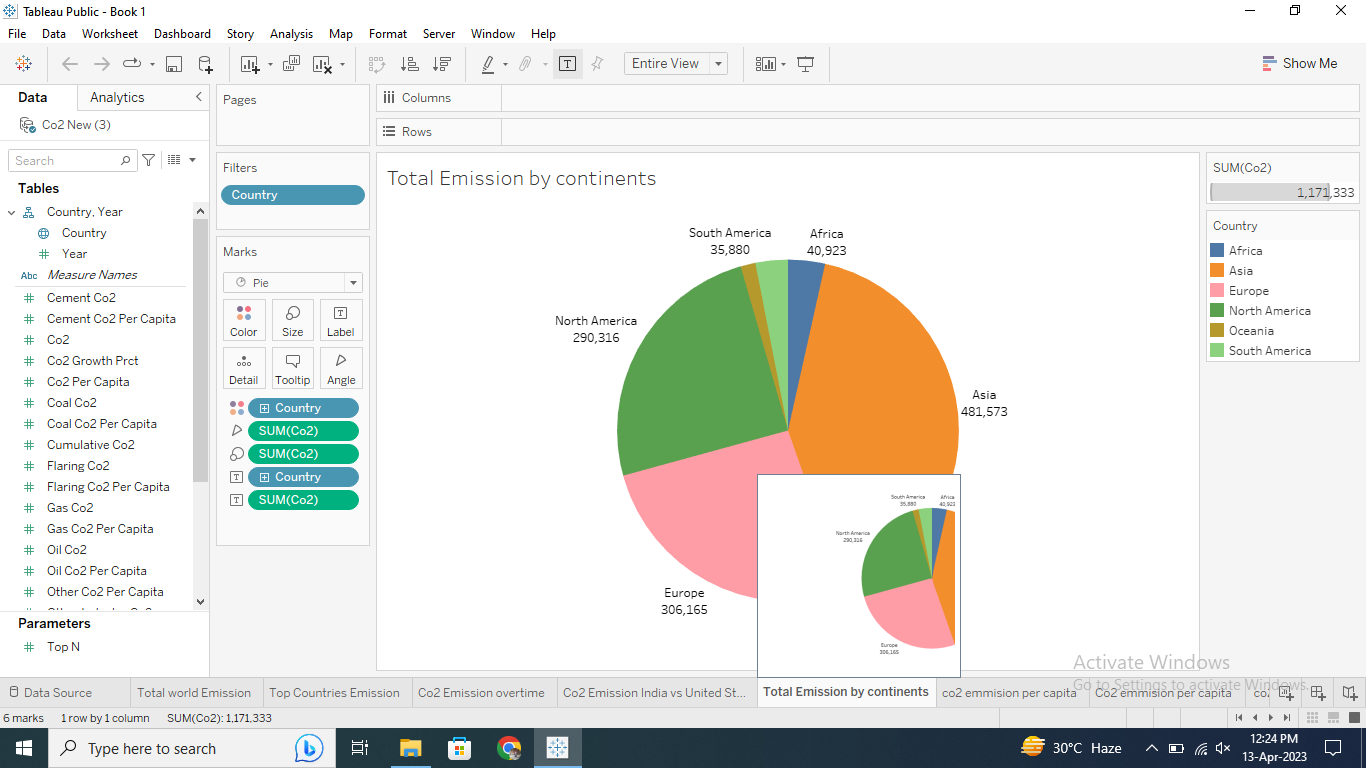 Tableau Public - Book 1
File Data Worksheet Dashboard Story Analysis Map Format Server Window Help
Entire View
Show Me
Data Analytics
Co2 New (3)
Search
Tables
Country, Year
Country
Year
Abc Measure Names
Cement Co2
Cement Co2 Per Capita
Co2
Co2 Growth Prct
Co2 Per Capita
Coal Co2
Coal Co2 Per Capita
Cumulative Co2
Flaring Co2
Flaring Co2 Per Capita
Gas Co2
Gas Co2 Per Capita
Oil Co2
Oil Co2 Per Capita
Other Co2 Per Capita
Parameters
Top N
Pages
Filters
Country
Marks
Pie
Color Size Label
Detail Tooltip Angle
Country
SUM(Co2)
SUM(Co2)
Country
SUM(Co2)
Columns
Rows
Total Emission by continents
South America
35,880
Africa
40,923
North America
290,316
Asia
481,573
Europe
306,165
South America
35,880
Africa
40,923
North America
290,316
Europe
306,165
SUM(Co2)
1,171,333
Country
Africa
Asia
Europe
North America
Oceania
South America
Activate Windows
Go to Settings to activate Windows.
Data Source Total world Emission Top Countries Emission Co2 Emission overtime Co2 Emission India vs United St... Total Emission by continents co2 emmision per capita Co2 emmision per capita co.
6 marks 1 row by 1 column SUM(Co2): 1,171,333
Type here to search
30°C Haze
12:24 PM
13-Apr-2023